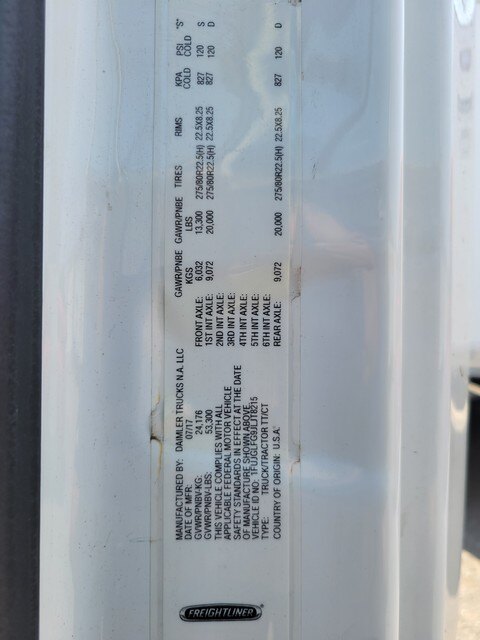 FREIGHTLINER
MANUFACTURED BY: DAIMLER TRUCKS N.A. LLC
DATE OF MFR: 07/17
GVWR/PNBV-KG: 24,176
GVWR/PNBV-LBS: 53,300
THIS VEHICLE COMPLIES WITH ALL
APPLICABLE FEDERAL MOTOR VEHICLE
SAFETY STANDARDS IN EFFECT AT THE DATE
OF MANUFACTURE SHOWN ABOVE.
VEHICLE ID NO:
TYPE: TRUCK/TRACTOR TT/CT
COUNTRY OF ORIGIN: U.S.A.
GAWR/PNBE KGS GAWR/PNBE LBS TIRES RIMS KPA COLD PSI COLD "S"
FRONT AXLE: 6,032 13,300 275/80R22.5(H) 22.5X8.25 827 120 S
1ST INT AXLE: 9,072 20,000 275/80R22.5(H) 22.5X8.25 827 120 D
2ND INT AXLE:
3RD INT AXLE:
4TH INT AXLE:
5TH INT AXLE:
6TH INT AXLE:
REAR AXLE: 9,072 20,000 275/80R22.5(H) 22.5X8.25 827 120 D